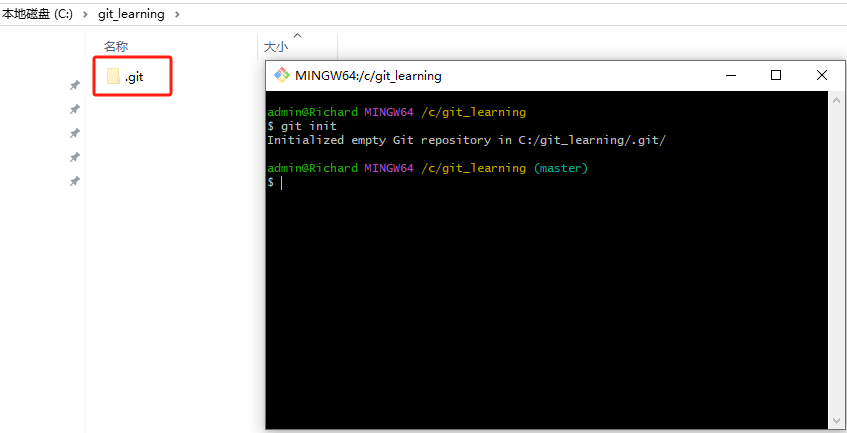 本地磁盘 (C:) › git_learning ›
名称 大小
.git
MINGW64:/c/git_learning
admin@Richard MINGW64 /c/git_learning
$ git init
Initialized empty Git repository in C:/git_learning/.git/
admin@Richard MINGW64 /c/git_learning (master)
$